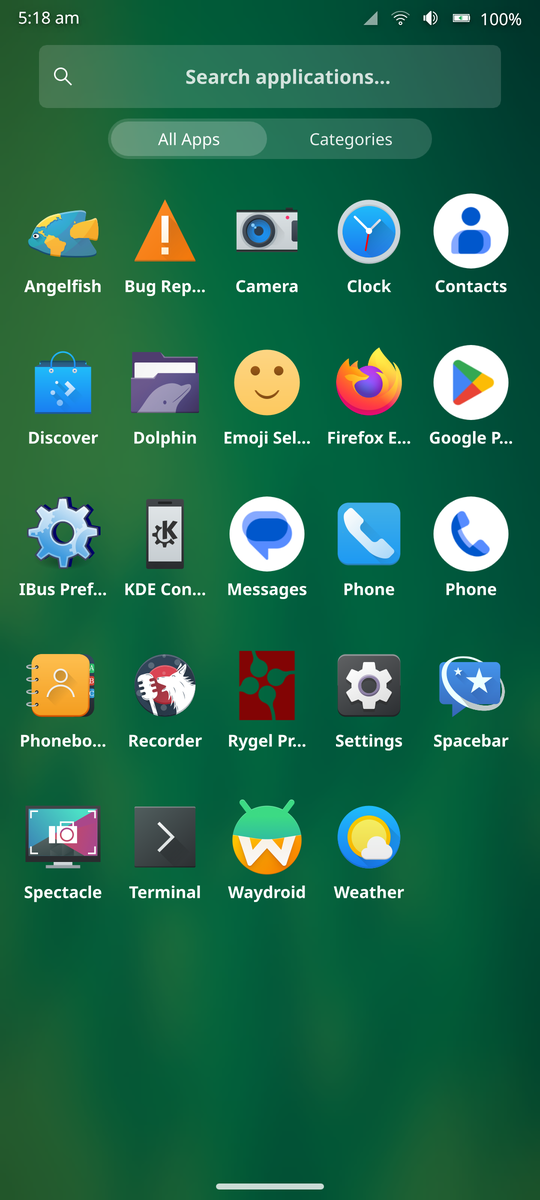 5:18 am 100%
Search applications...
All Apps Categories
Angelfish Bug Rep... Camera Clock Contacts
Discover Dolphin Emoji Sel... Firefox E... Google P...
IBus Pref... KDE Con... Messages Phone Phone
Phonebo... Recorder Rygel Pr... Settings Spacebar
Spectacle Terminal Waydroid Weather